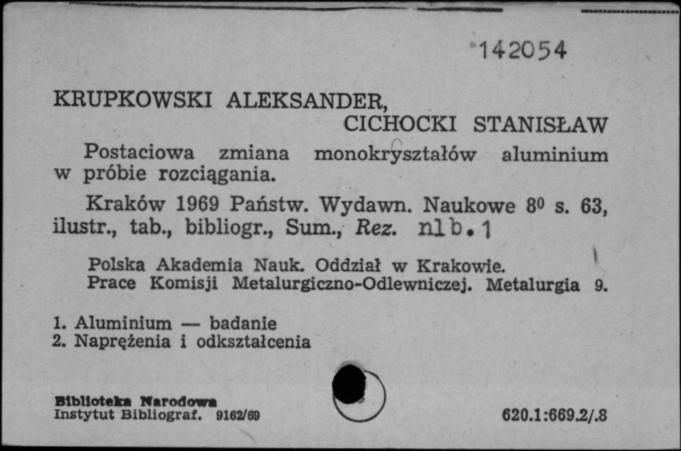 142054
KRUPKOWSKI ALEKSANDER,
CICHOCKI STANISŁAW
Postaciowa zmiana monokryształów aluminium
w próbie rozciągania.
Kraków 1969 Państw. Wydawn. Naukowe 8⁰ s. 63,
ilustr., tab., bibliogr., Sum., Rez. nlb. 1
Polska Akademia Nauk. Oddział w Krakowie.
Prace Komisji Metalurgiczno-Odlewniczej. Metalurgia 9.
1. Aluminium — badanie
2. Naprężenia i odkształcenia
Biblioteka Narodowa
Instytut Bibliograf. 9162/69
620.1:669.2/.8